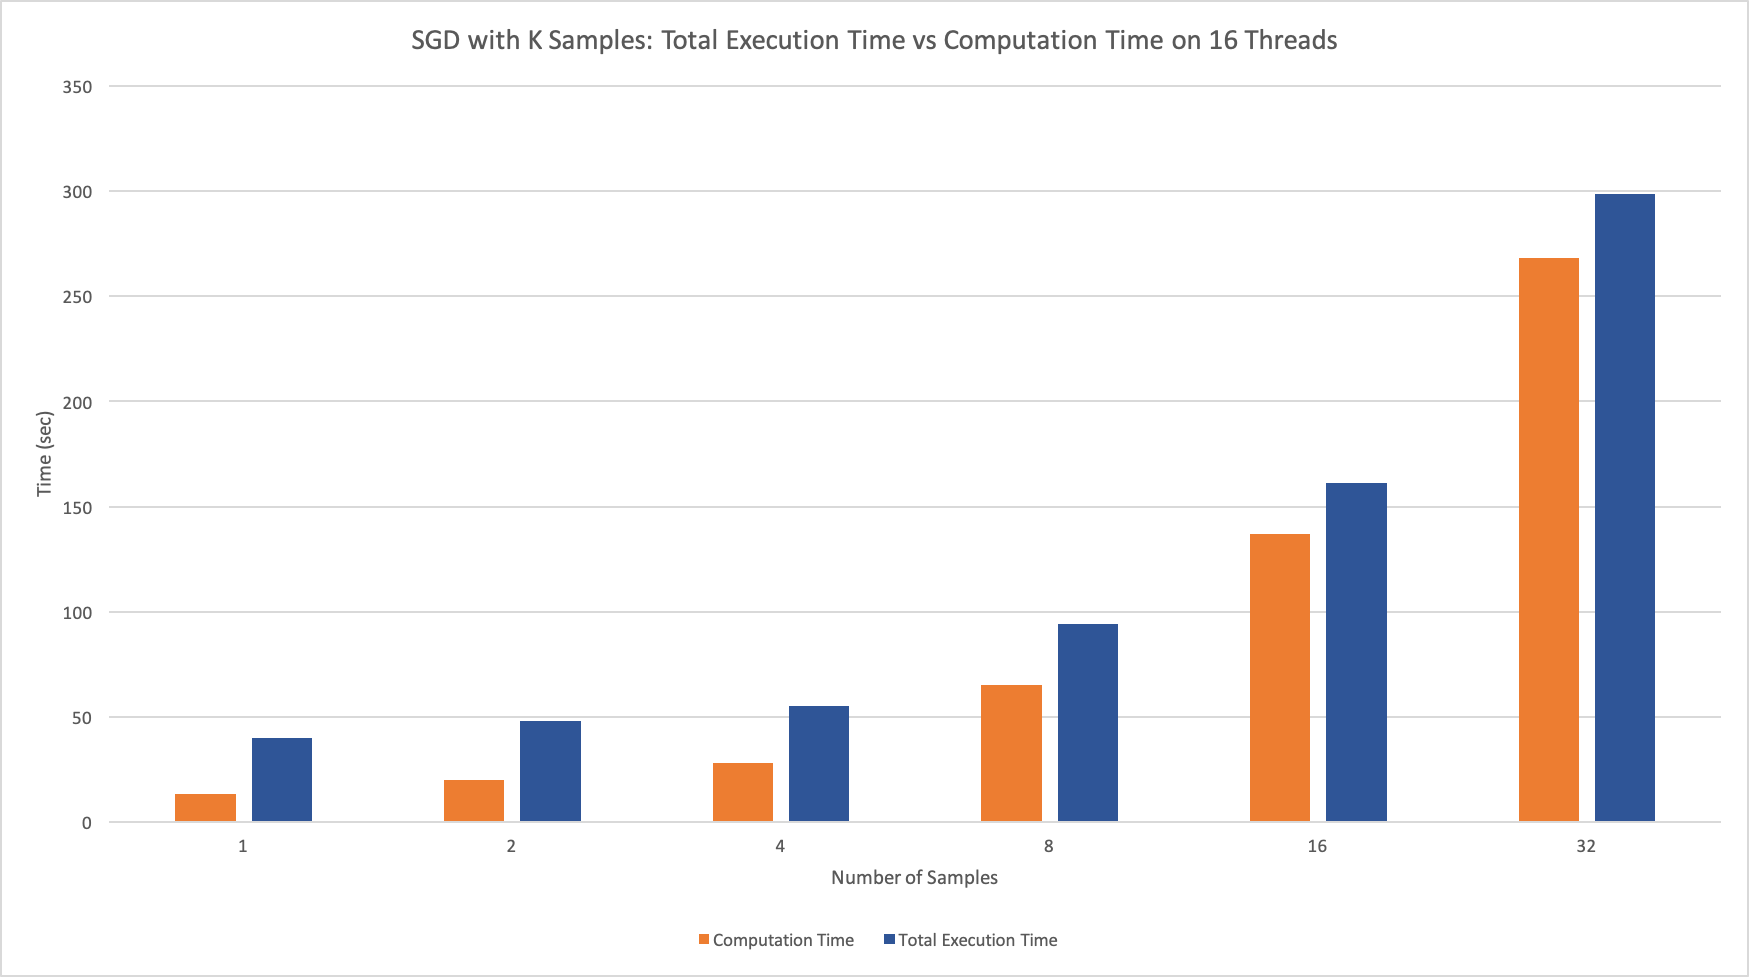 SGD with K Samples: Total Execution Time vs Computation Time on 16 Threads
350
300
250
200
150
100
50
0
Time (sec)
1 2 4 8 16 32
Number of Samples
Computation Time Total Execution Time